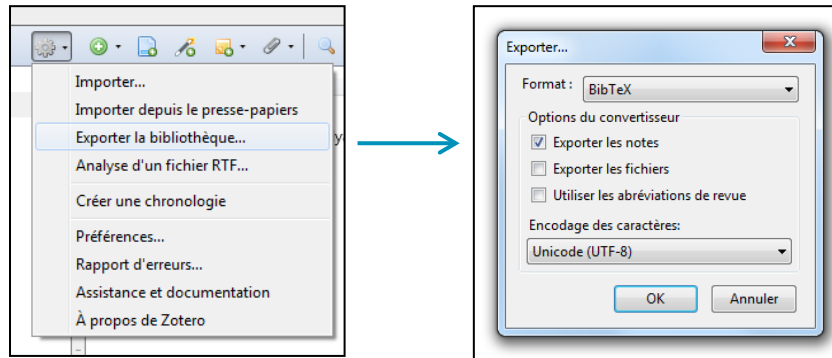 Importer...
Importer depuis le presse-papiers
Exporter la bibliothèque...
Analyse d'un fichier RTF...
Créer une chronologie
Préférences...
Rapport d'erreurs...
Assistance et documentation
À propos de Zotero
Exporter...
Format : BibTeX
Options du convertisseur
Exporter les notes
Exporter les fichiers
Utiliser les abréviations de revue
Encodage des caractères:
Unicode (UTF-8)
OK Annuler